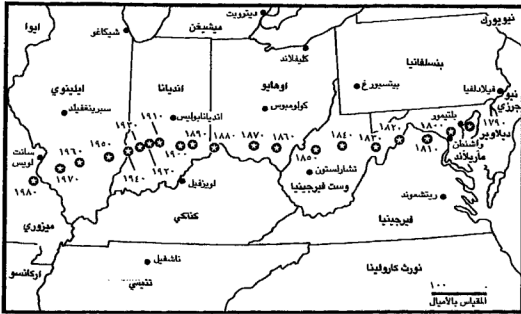 نيويورك
ديترويت
ميشيغن
شيكاغو
ايوا
كليفلاند
بنسلفانيا
نيو
جرزي
فيلادلفيا
بيتسبورغ
اوهايو
انديانا
ايلينوي
سبرينغفيلد
كولومبوس
انديانابوليس
بلتيمور
ديلاوير
واشنطن
ماريلاند
١٧٩٠
١٨٠٠
١٨١٠
١٨٢٠
١٨٣٠
١٨٤٠
١٨٥٠
١٨٦٠
١٨٧٠
١٨٨٠
١٨٩٠
١٩٠٠
١٩١٠
١٩٢٠
١٩٣٠
١٩٤٠
١٩٥٠
١٩٦٠
١٩٧٠
١٩٨٠
سانت
لويس
لويزفيل
تشارلستون
وست فيرجينيا
ريتشموند
فيرجينيا
كنتاكي
ميزوري
اركانسو
ناشفيل
تنيسي
نورث كارولينا
١٠٠
المقياس بالأميال